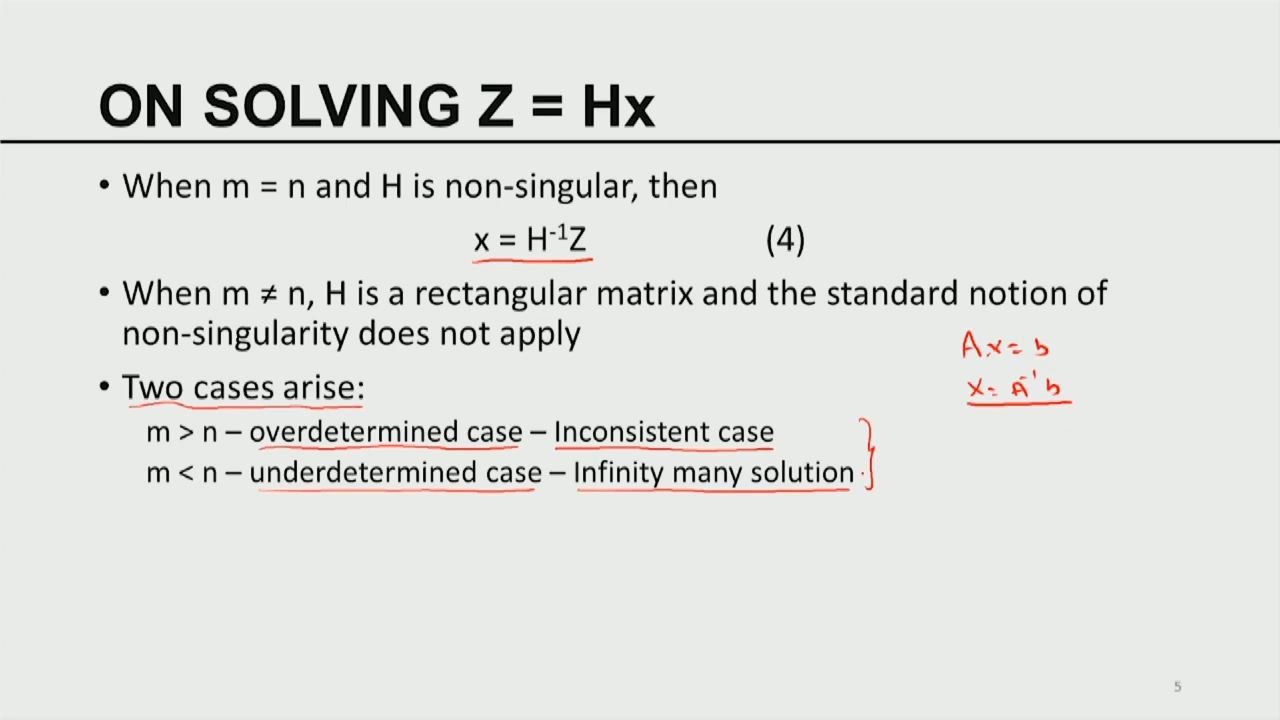 ON SOLVING Z = Hx
• When m = n and H is non-singular, then
x = H⁻¹Z (4)
• When m ≠ n, H is a rectangular matrix and the standard notion of
non-singularity does not apply
Ax = b
• Two cases arise:
x = A⁻¹b
m > n – overdetermined case – Inconsistent case
m < n – underdetermined case – Infinity many solution
5